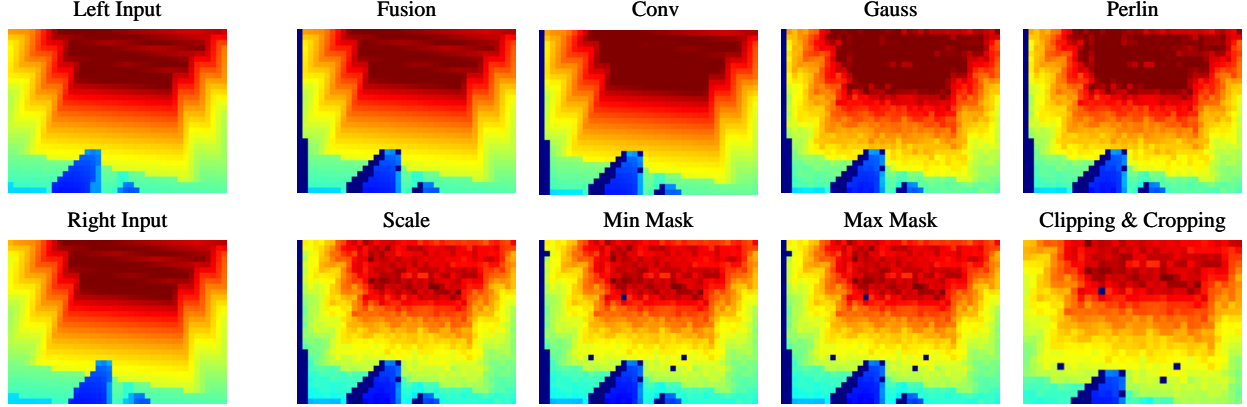 Left Input
Fusion
Conv
Gauss
Perlin
Right Input
Scale
Min Mask
Max Mask
Clipping & Cropping